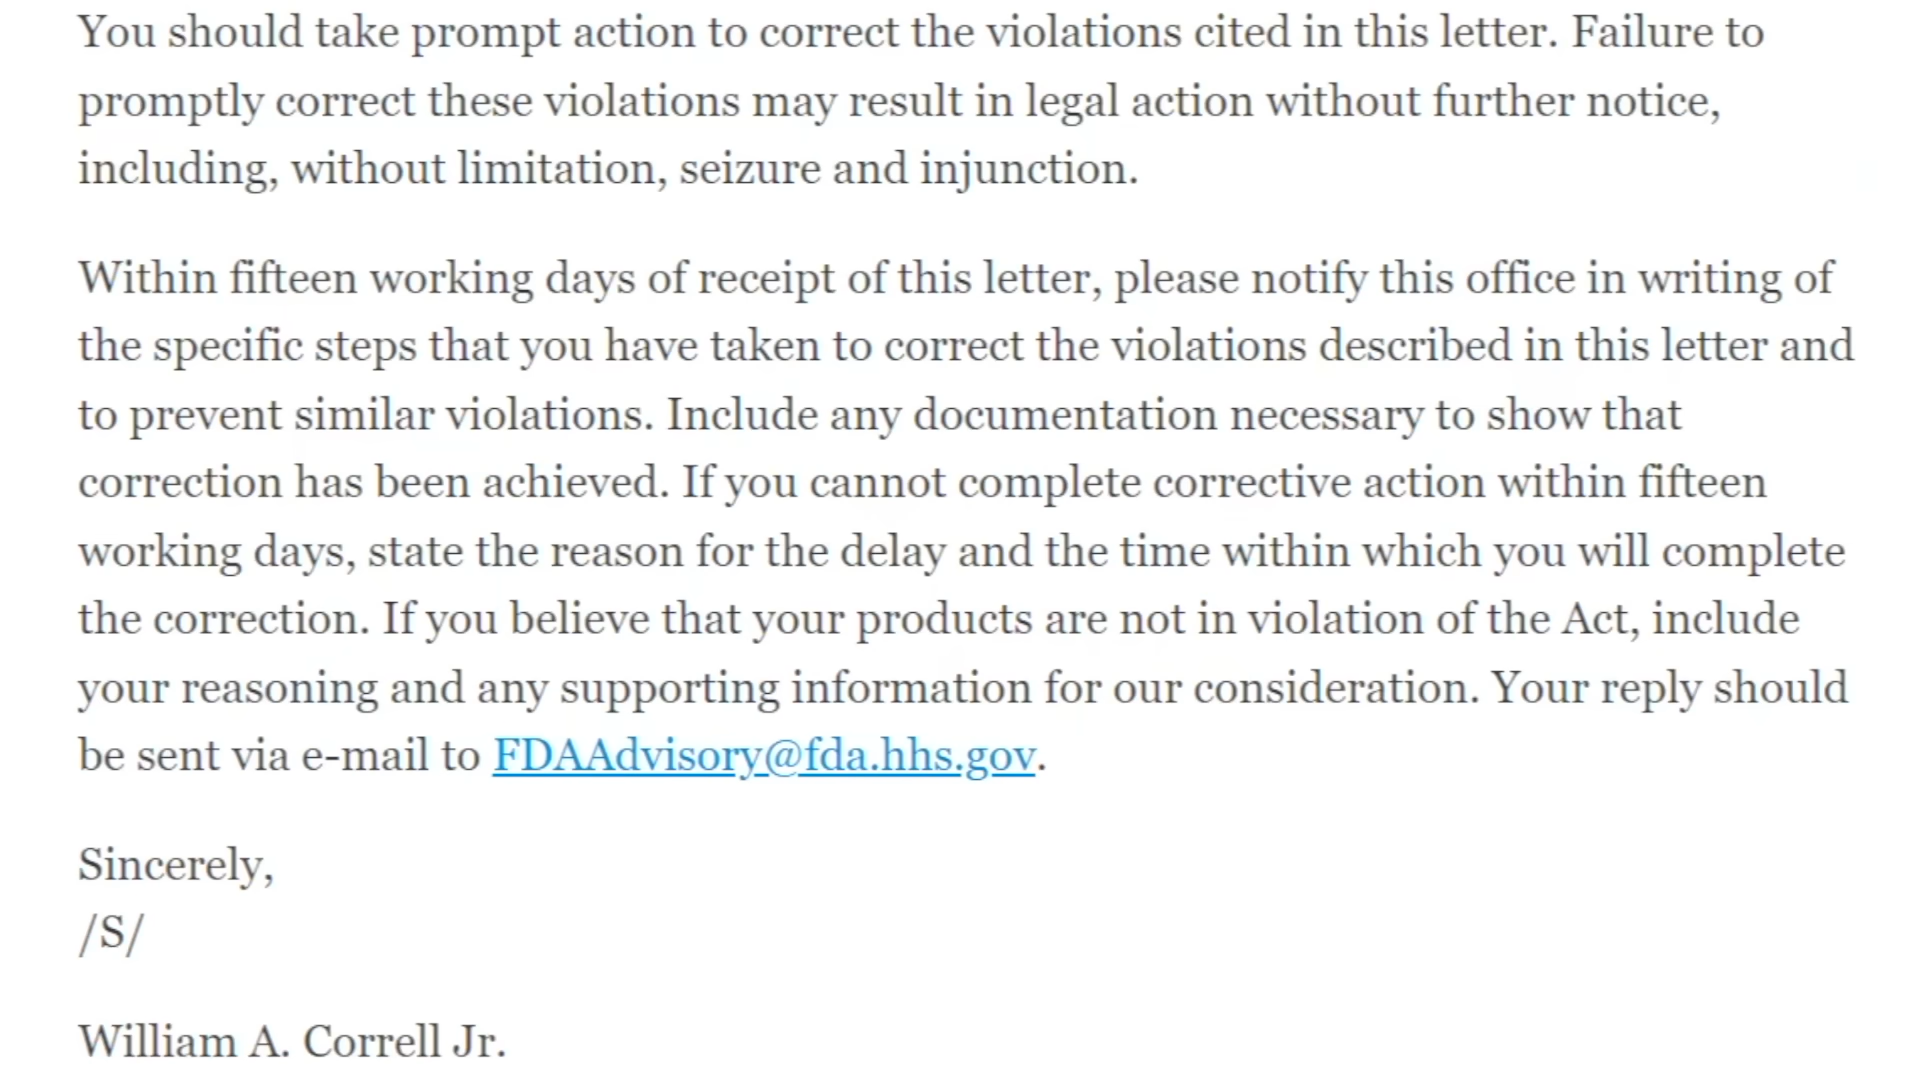 You should take prompt action to correct the violations cited in this letter. Failure to
promptly correct these violations may result in legal action without further notice,
including, without limitation, seizure and injunction.
Within fifteen working days of receipt of this letter, please notify this office in writing of
the specific steps that you have taken to correct the violations described in this letter and
to prevent similar violations. Include any documentation necessary to show that
correction has been achieved. If you cannot complete corrective action within fifteen
working days, state the reason for the delay and the time within which you will complete
the correction. If you believe that your products are not in violation of the Act, include
your reasoning and any supporting information for our consideration. Your reply should
be sent via e-mail to FDAAdvisory@fda.hhs.gov.
Sincerely,
/S/
William A. Correll Jr.